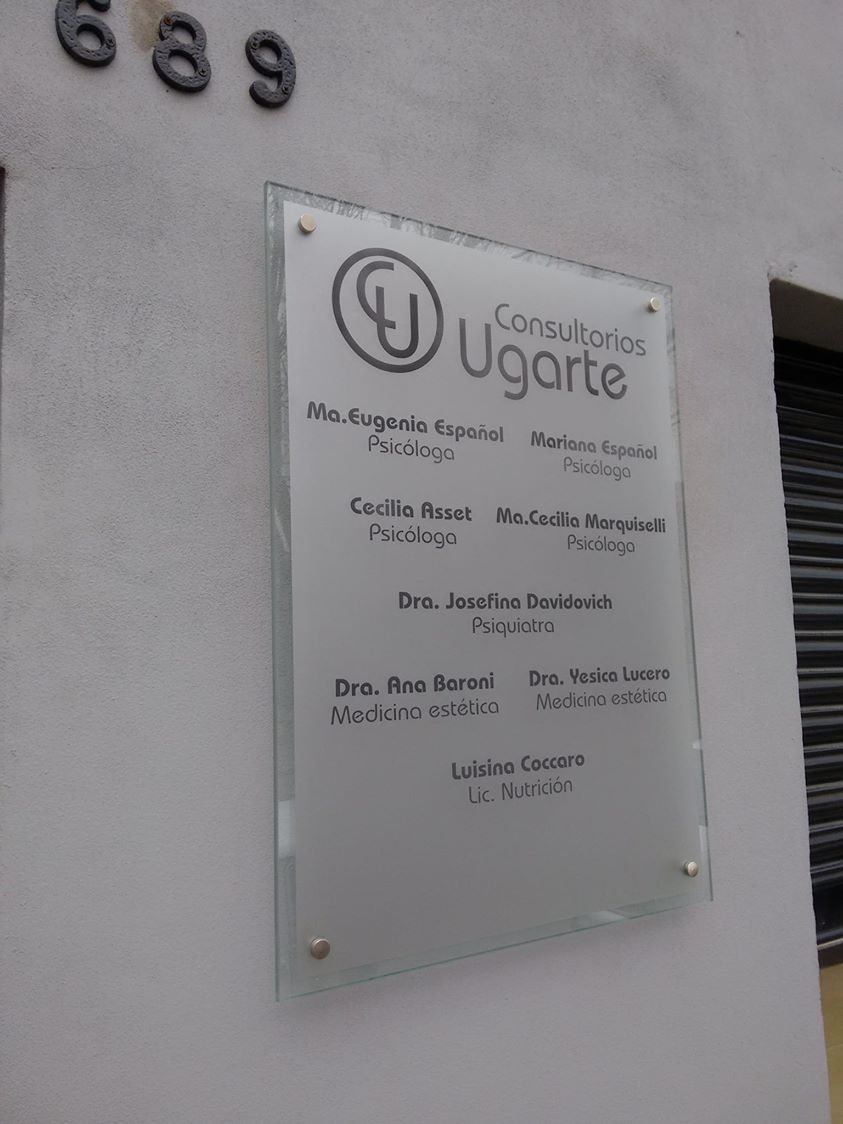 689
CU
Consultorios
Ugarte
Ma.Eugenia Español
Psicóloga
Mariana Español
Psicóloga
Cecilia Asset
Psicóloga
Ma.Cecilia Marquiselli
Psicóloga
Dra. Josefina Davidovich
Psiquiatra
Dra. Ana Baroni
Medicina estética
Dra. Yesica Lucero
Medicina estética
Luisina Coccaro
Lic. Nutrición